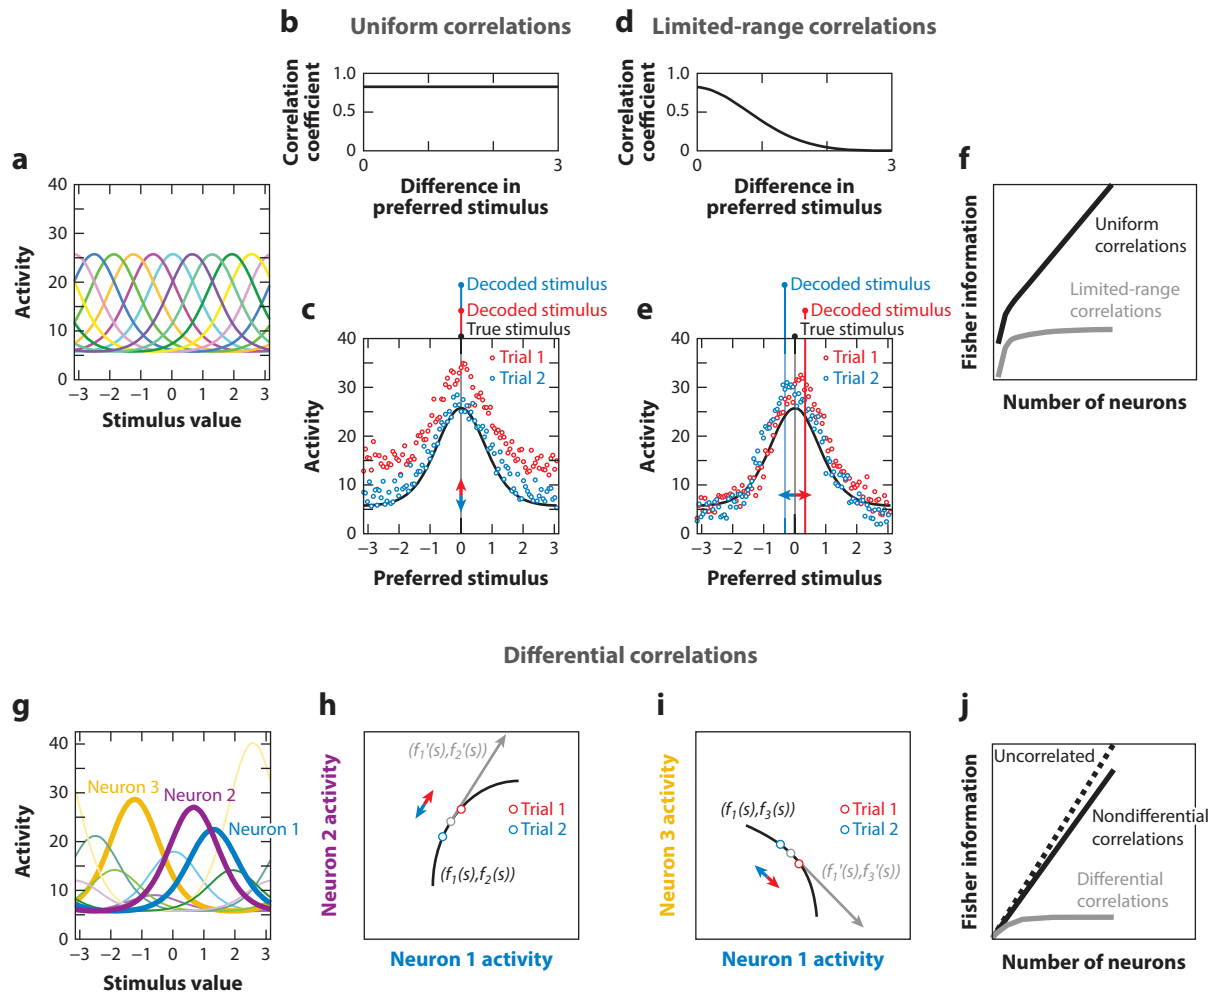 b Uniform correlations
d Limited-range correlations
Correlation
coefficient
1.0
0.5
0
0
3
Difference in
preferred stimulus
Correlation
coefficient
1.0
0.5
0
0
3
Difference in
preferred stimulus
a
Activity
40
30
20
10
0
−3 −2 −1 0 1 2 3
Stimulus value
c
Decoded stimulus
Decoded stimulus
True stimulus
Trial 1
Trial 2
Activity
40
30
20
10
0
−3 −2 −1 0 1 2 3
Preferred stimulus
e
Decoded stimulus
Decoded stimulus
True stimulus
Trial 1
Trial 2
Activity
40
30
20
10
0
−3 −2 −1 0 1 2 3
Preferred stimulus
f
Fisher information
Uniform
correlations
Limited-range
correlations
Number of neurons
Differential correlations
g
Activity
40
30
20
10
0
Neuron 3
Neuron 2
Neuron 1
−3 −2 −1 0 1 2 3
Stimulus value
h
Neuron 2 activity
(f1'(s),f2'(s))
Trial 1
Trial 2
(f1(s),f2(s))
Neuron 1 activity
i
Neuron 3 activity
(f1(s),f3(s))
Trial 1
Trial 2
(f1'(s),f3'(s))
Neuron 1 activity
j
Fisher information
Uncorrelated
Nondifferential
correlations
Differential
correlations
Number of neurons